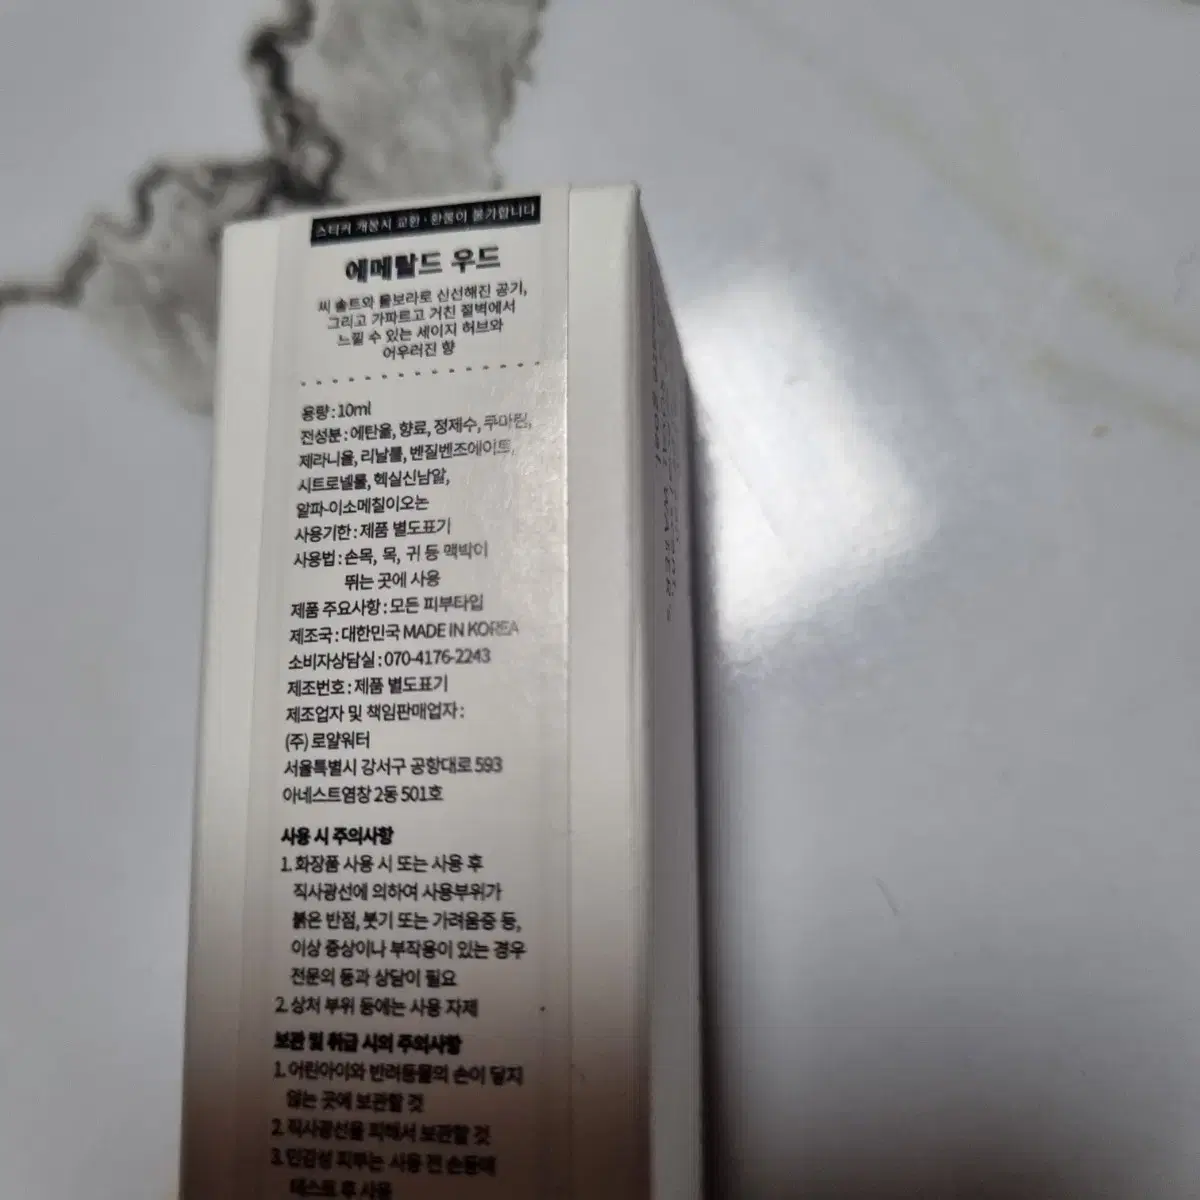 스티커 개봉시 교환·환불이 불가합니다
에메랄드 우드
씨 솔트와 물보라로 신선해진 공기,
그리고 가파르고 거친 절벽에서
느낄 수 있는 세이지 허브와
어우러진 향
용량 : 10ml
전성분 : 에탄올, 향료, 정제수, 쿠마린,
제라니올, 리날룰, 벤질벤조에이트,
시트로넬롤, 헥실신남알,
알파-이소메칠이오논
사용기한 : 제품 별도표기
사용법 : 손목, 목, 귀 등 맥박이
뛰는 곳에 사용
제품 주요사항 : 모든 피부타입
제조국 : 대한민국 MADE IN KOREA
소비자상담실 : 070-4176-2243
제조번호 : 제품 별도표기
제조업자 및 책임판매업자 :
(주) 로얄워터
서울특별시 강서구 공항대로 593
아네스트염창 2동 501호
사용 시 주의사항
1. 화장품 사용 시 또는 사용 후
직사광선에 의하여 사용부위가
붉은 반점, 붓기 또는 가려움증 등,
이상 증상이나 부작용이 있는 경우
전문의 등과 상담이 필요
2. 상처 부위 등에는 사용 자제
보관 및 취급 시의 주의사항
1. 어린아이와 반려동물의 손이 닿지
않는 곳에 보관할 것
2. 직사광선을 피해서 보관할 것
3. 민감성 피부는 사용 전 손등에
테스트 후 사용